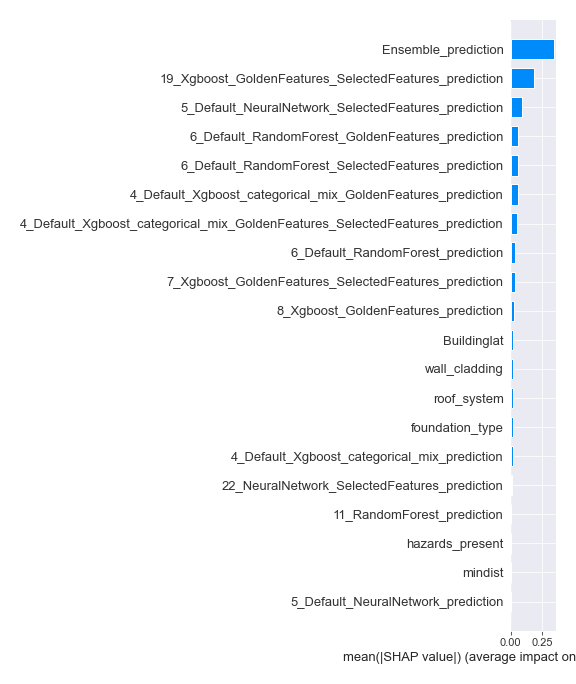 Ensemble_prediction
19_Xgboost_GoldenFeatures_SelectedFeatures_prediction
5_Default_NeuralNetwork_SelectedFeatures_prediction
6_Default_RandomForest_GoldenFeatures_prediction
6_Default_RandomForest_SelectedFeatures_prediction
4_Default_Xgboost_categorical_mix_GoldenFeatures_prediction
4_Default_Xgboost_categorical_mix_GoldenFeatures_SelectedFeatures_prediction
6_Default_RandomForest_prediction
7_Xgboost_GoldenFeatures_SelectedFeatures_prediction
8_Xgboost_GoldenFeatures_prediction
Buildinglat
wall_cladding
roof_system
foundation_type
4_Default_Xgboost_categorical_mix_prediction
22_NeuralNetwork_SelectedFeatures_prediction
11_RandomForest_prediction
hazards_present
mindist
5_Default_NeuralNetwork_prediction
0.00 0.25
mean(|SHAP value|) (average impact on